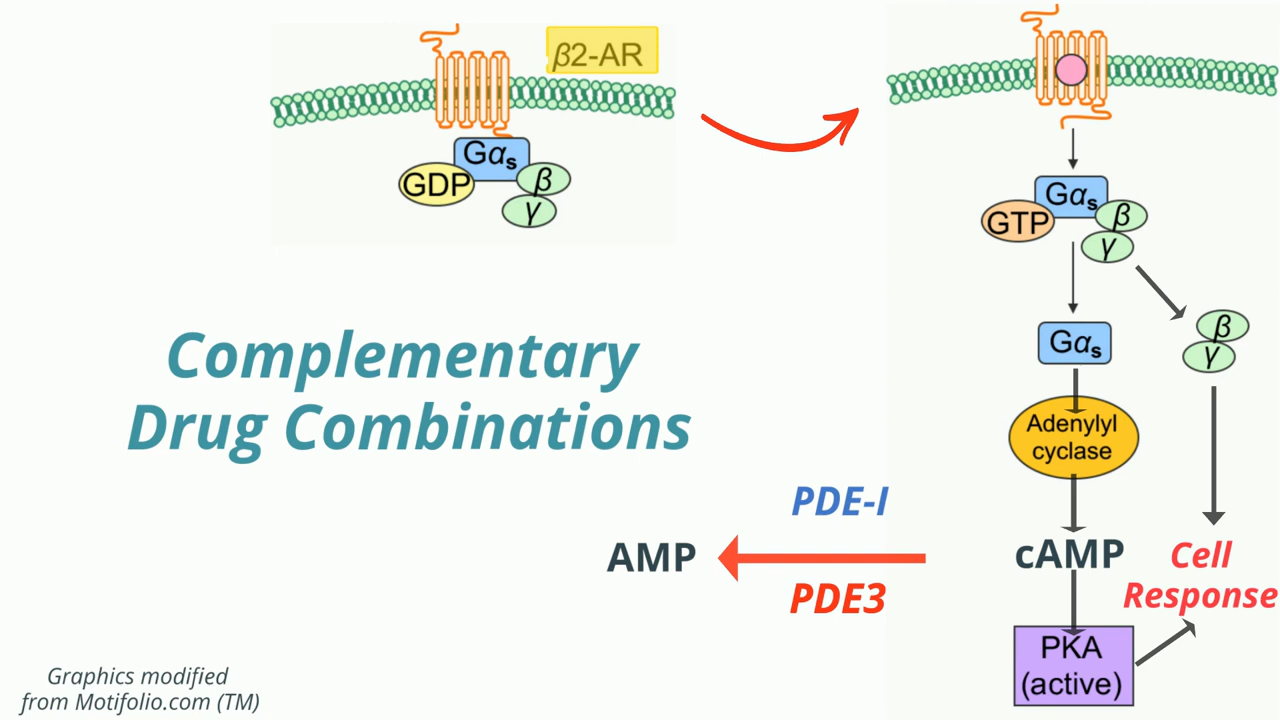 β2-AR
Gαs
GDP
β
γ
Gαs
GTP
β
γ
Gαs
β
γ
Adenylyl
cyclase
Complementary
Drug Combinations
PDE-I
AMP
PDE3
cAMP
Cell
Response
PKA
(active)
Graphics modified
from Motifolio.com (TM)